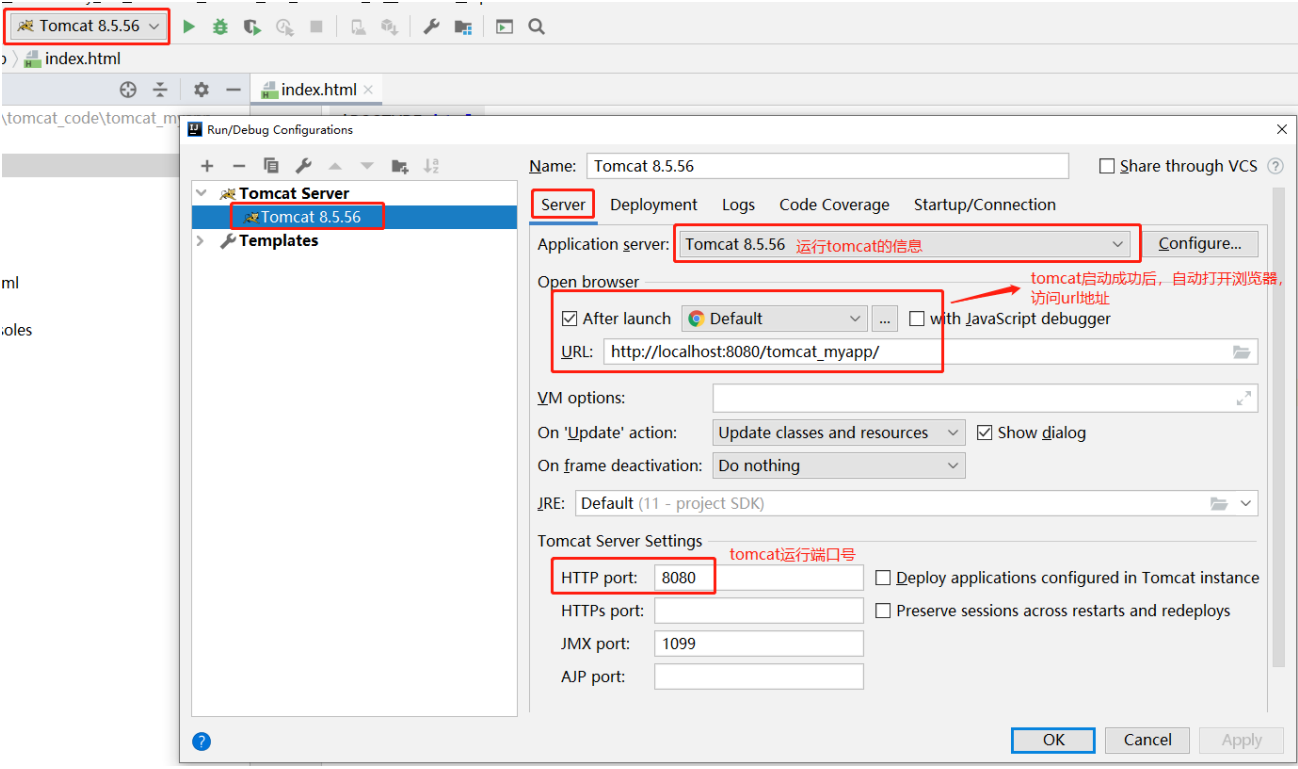 Tomcat 8.5.56
index.html
index.html
\tomcat_code\tomcat_my
Run/Debug Configurations
Name: Tomcat 8.5.56 Share through VCS
Tomcat Server
Tomcat 8.5.56
Templates
ml
soles
Server Deployment Logs Code Coverage Startup/Connection
Application server: Tomcat 8.5.56 运行tomcat的信息 Configure...
Open browser
tomcat启动成功后，自动打开浏览器，
访问url地址
After launch Default ... with JavaScript debugger
URL: http://localhost:8080/tomcat_myapp/
VM options:
On 'Update' action: Update classes and resources Show dialog
On frame deactivation: Do nothing
JRE: Default (11 - project SDK)
Tomcat Server Settings
tomcat运行端口号
HTTP port: 8080 Deploy applications configured in Tomcat instance
HTTPs port: Preserve sessions across restarts and redeploys
JMX port: 1099
AJP port:
? OK Cancel Apply